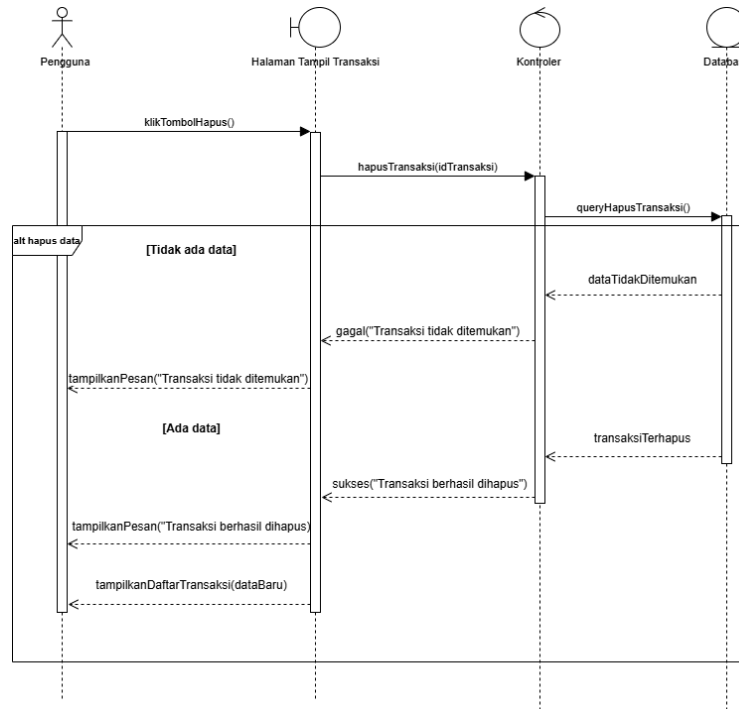 Pengguna
Halaman Tampil Transaksi
Kontroler
klikTombolHapus()
hapusTransaksi(idTransaksi)
queryHapusTransaksi()
alt hapus data
[Tidak ada data]
dataTidakDitemukan
gagal("Transaksi tidak ditemukan")
tampilkanPesan("Transaksi tidak ditemukan")
[Ada data]
transaksiTerhapus
sukses("Transaksi berhasil dihapus")
tampilkanPesan("Transaksi berhasil dihapus)
tampilkanDaftarTransaksi(dataBaru)